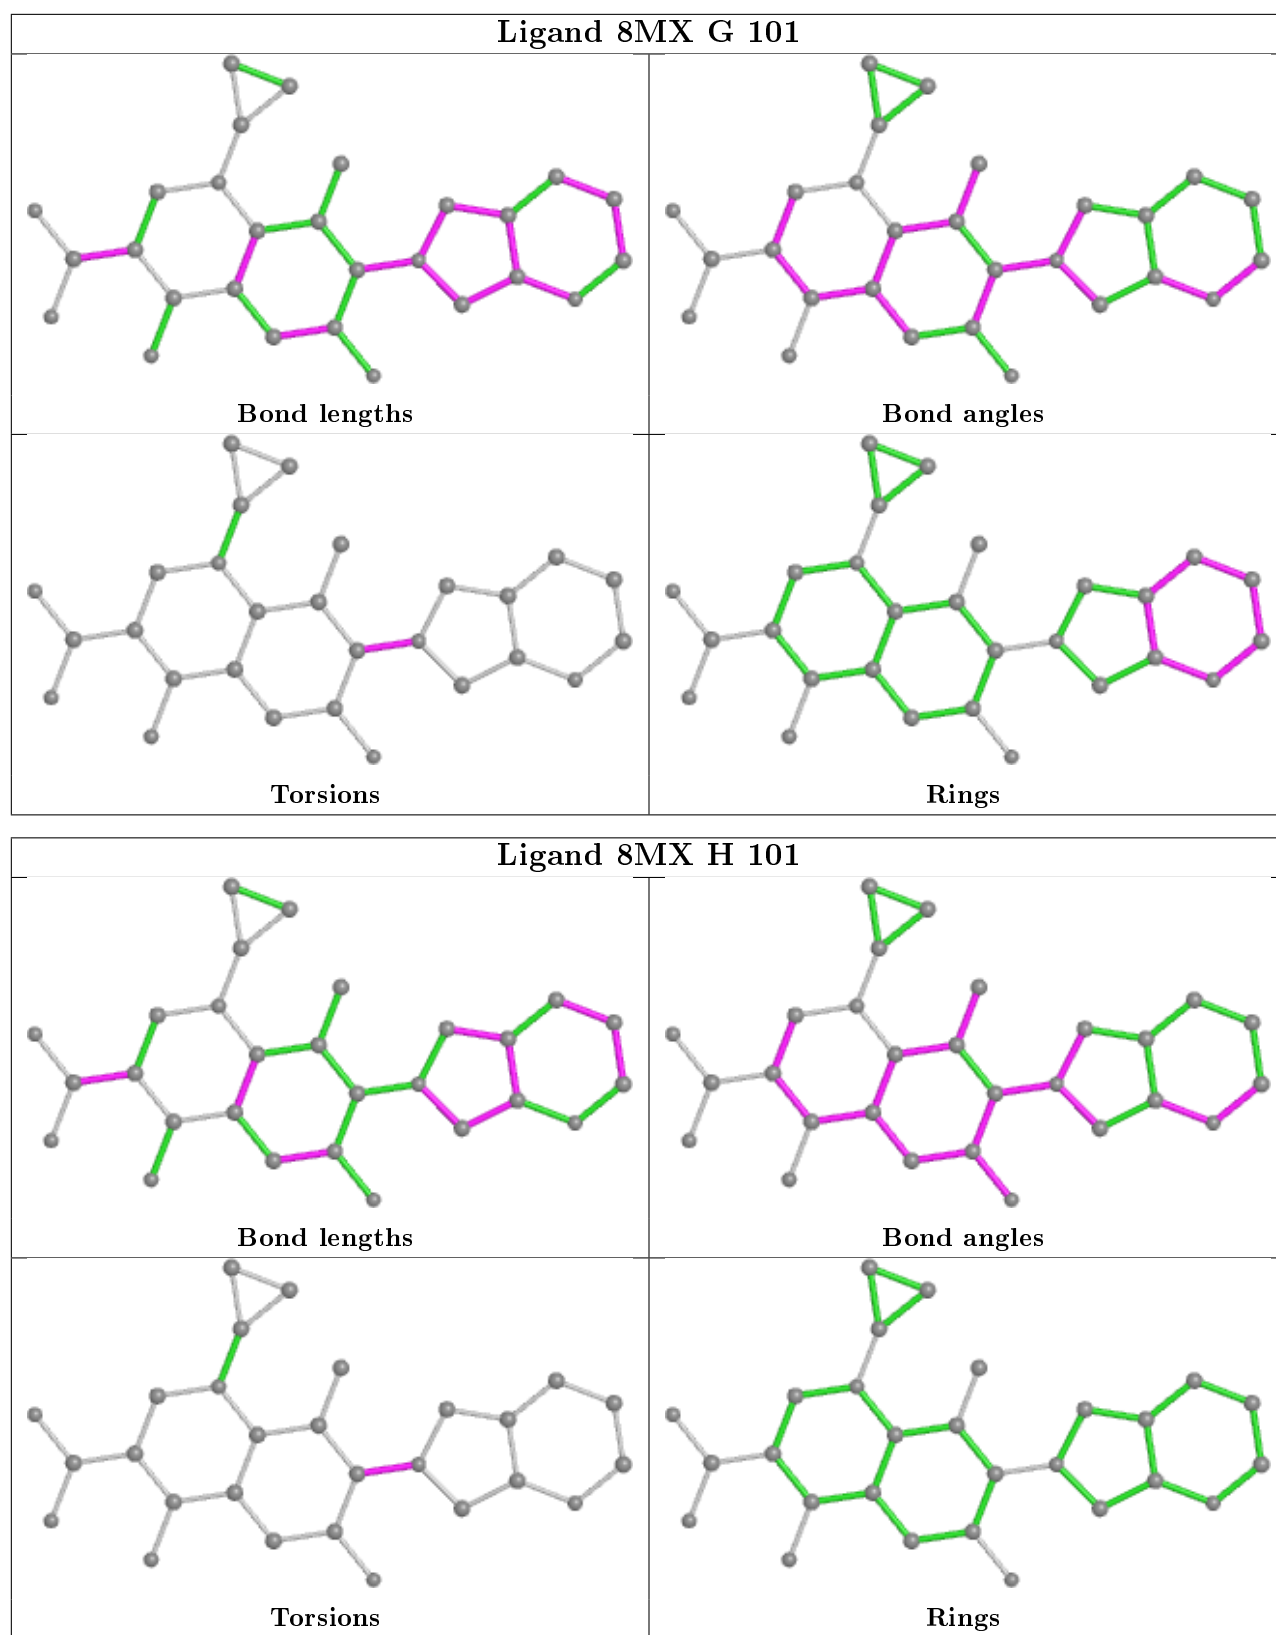 Ligand 8MX G 101
Bond lengths
Bond angles
Torsions
Rings
Ligand 8MX H 101
Bond lengths
Bond angles
Torsions
Rings